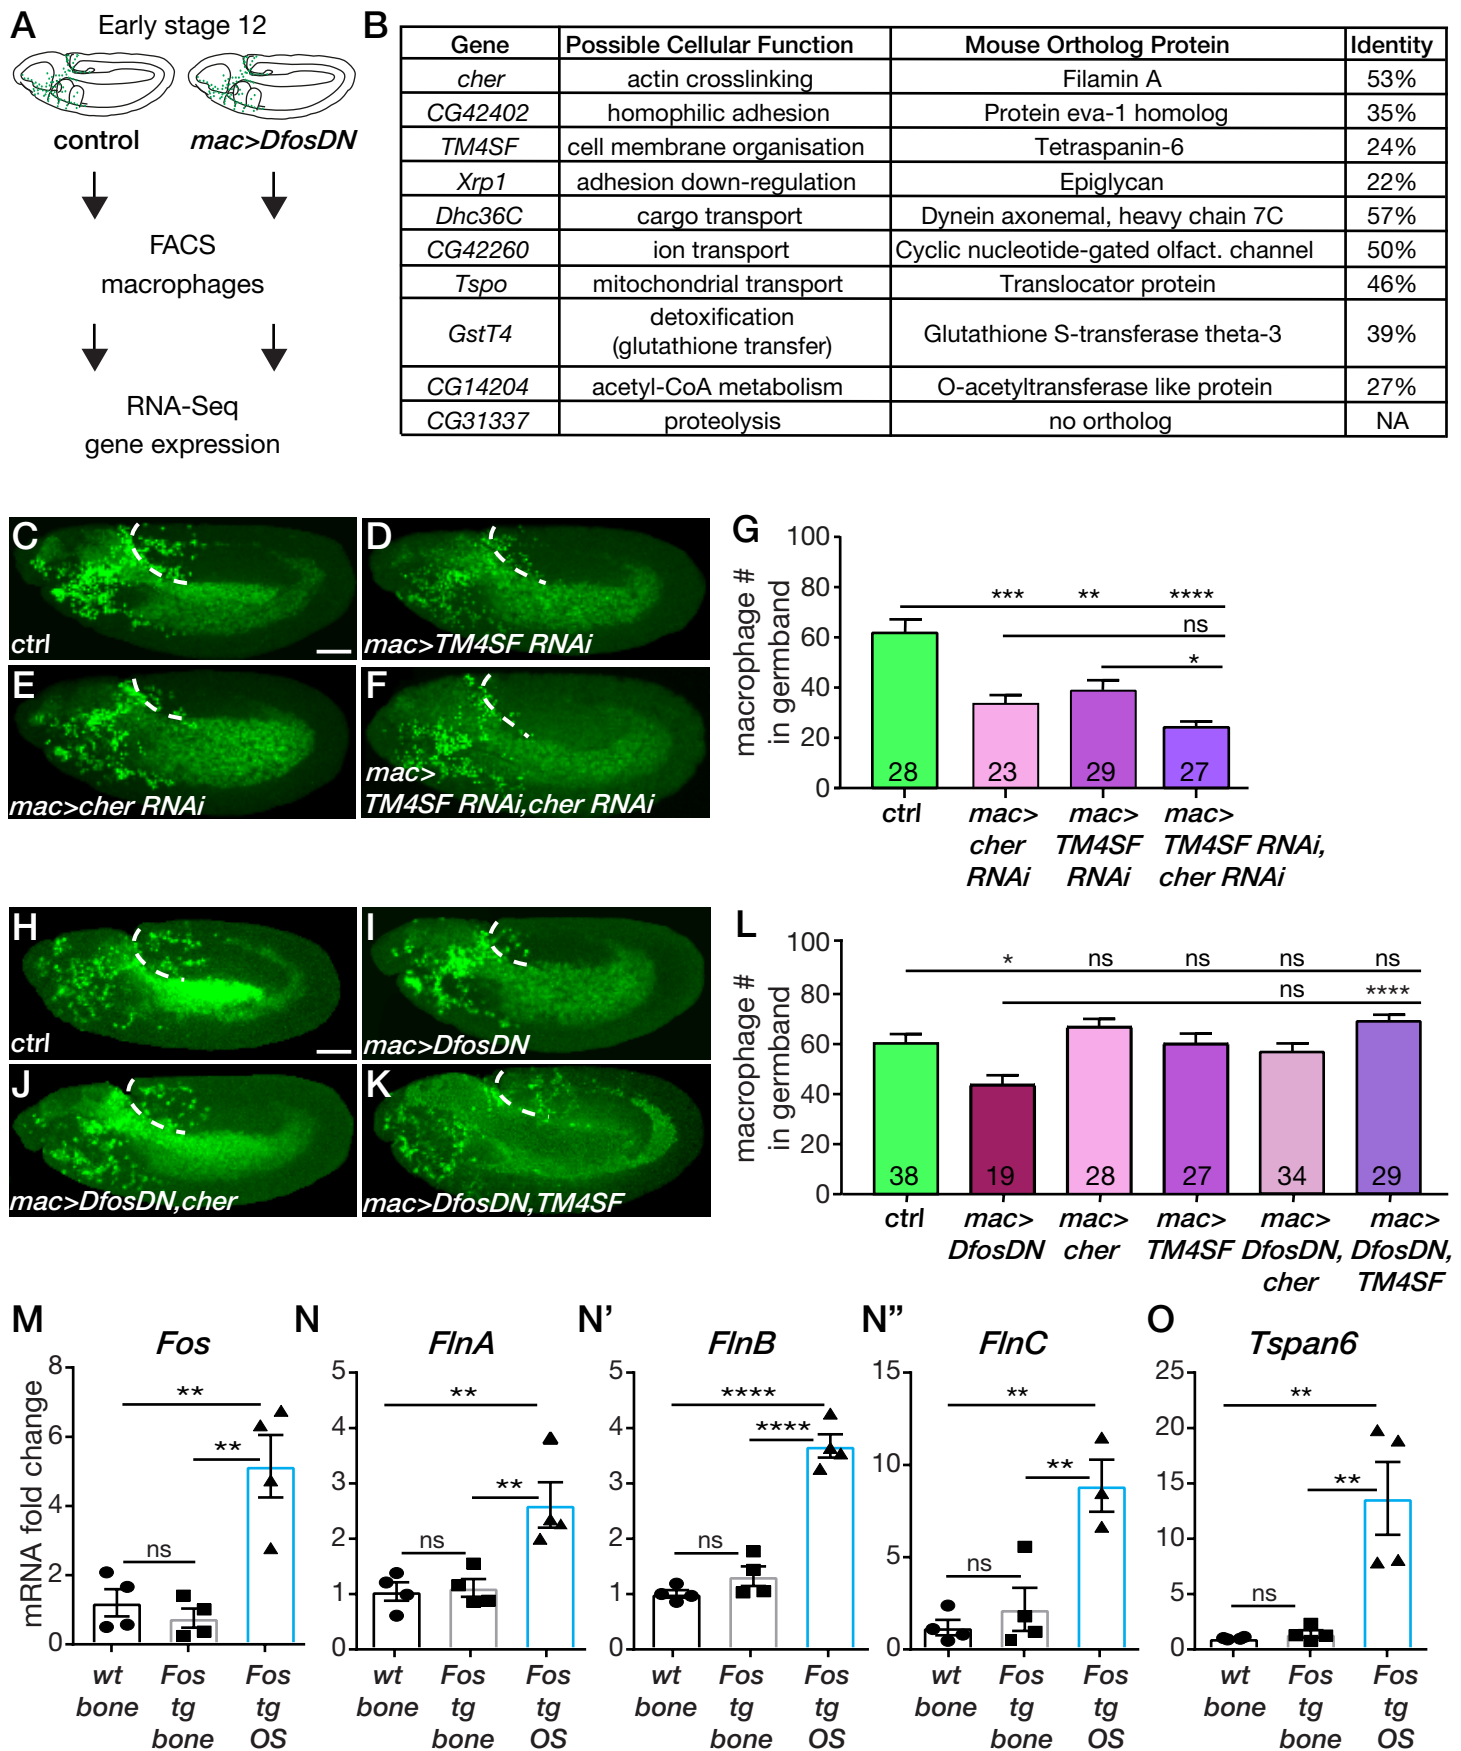 A
Early stage 12
control
mac>DfosDN
FACS
macrophages
RNA-Seq
gene expression
B
Gene Possible Cellular Function Mouse Ortholog Protein Identity
cher actin crosslinking Filamin A 53%
CG42402 homophilic adhesion Protein eva-1 homolog 35%
TM4SF cell membrane organisation Tetraspanin-6 24%
Xrp1 adhesion down-regulation Epiglycan 22%
Dhc36C cargo transport Dynein axonemal, heavy chain 7C 57%
CG42260 ion transport Cyclic nucleotide-gated olfact. channel 50%
Tspo mitochondrial transport Translocator protein 46%
GstT4 detoxification (glutathione transfer) Glutathione S-transferase theta-3 39%
CG14204 acetyl-CoA metabolism O-acetyltransferase like protein 27%
CG31337 proteolysis no ortholog NA
C
ctrl
D
mac>TM4SF RNAi
E
mac>cher RNAi
F
mac>
TM4SF RNAi,cher RNAi
G
macrophage #
in germband
100
80
60
40
20
0
*** ** ****
ns
*
28 23 29 27
ctrl
mac>
cher
RNAi
mac>
TM4SF
RNAi
mac>
TM4SF RNAi,
cher RNAi
H
ctrl
I
mac>DfosDN
J
mac>DfosDN,cher
K
mac>DfosDN,TM4SF
L
macrophage #
in germband
100
80
60
40
20
0
* ns ns ns ns
ns ****
38 19 28 27 34 29
ctrl
mac>
DfosDN
mac>
cher
mac>
TM4SF
mac>
DfosDN,
cher
mac>
DfosDN,
TM4SF
M
Fos
mRNA fold change
8
6
4
2
0
**
**
ns
wt
bone
Fos
tg
bone
Fos
tg
OS
N
FlnA
5
4
3
2
1
0
**
**
ns
wt
bone
Fos
tg
bone
Fos
tg
OS
N'
FlnB
5
4
3
2
1
0
****
****
ns
wt
bone
Fos
tg
bone
Fos
tg
OS
N"
FlnC
15
10
5
0
**
**
ns
wt
bone
Fos
tg
bone
Fos
tg
OS
O
Tspan6
25
20
15
10
5
0
**
**
ns
wt
bone
Fos
tg
bone
Fos
tg
OS